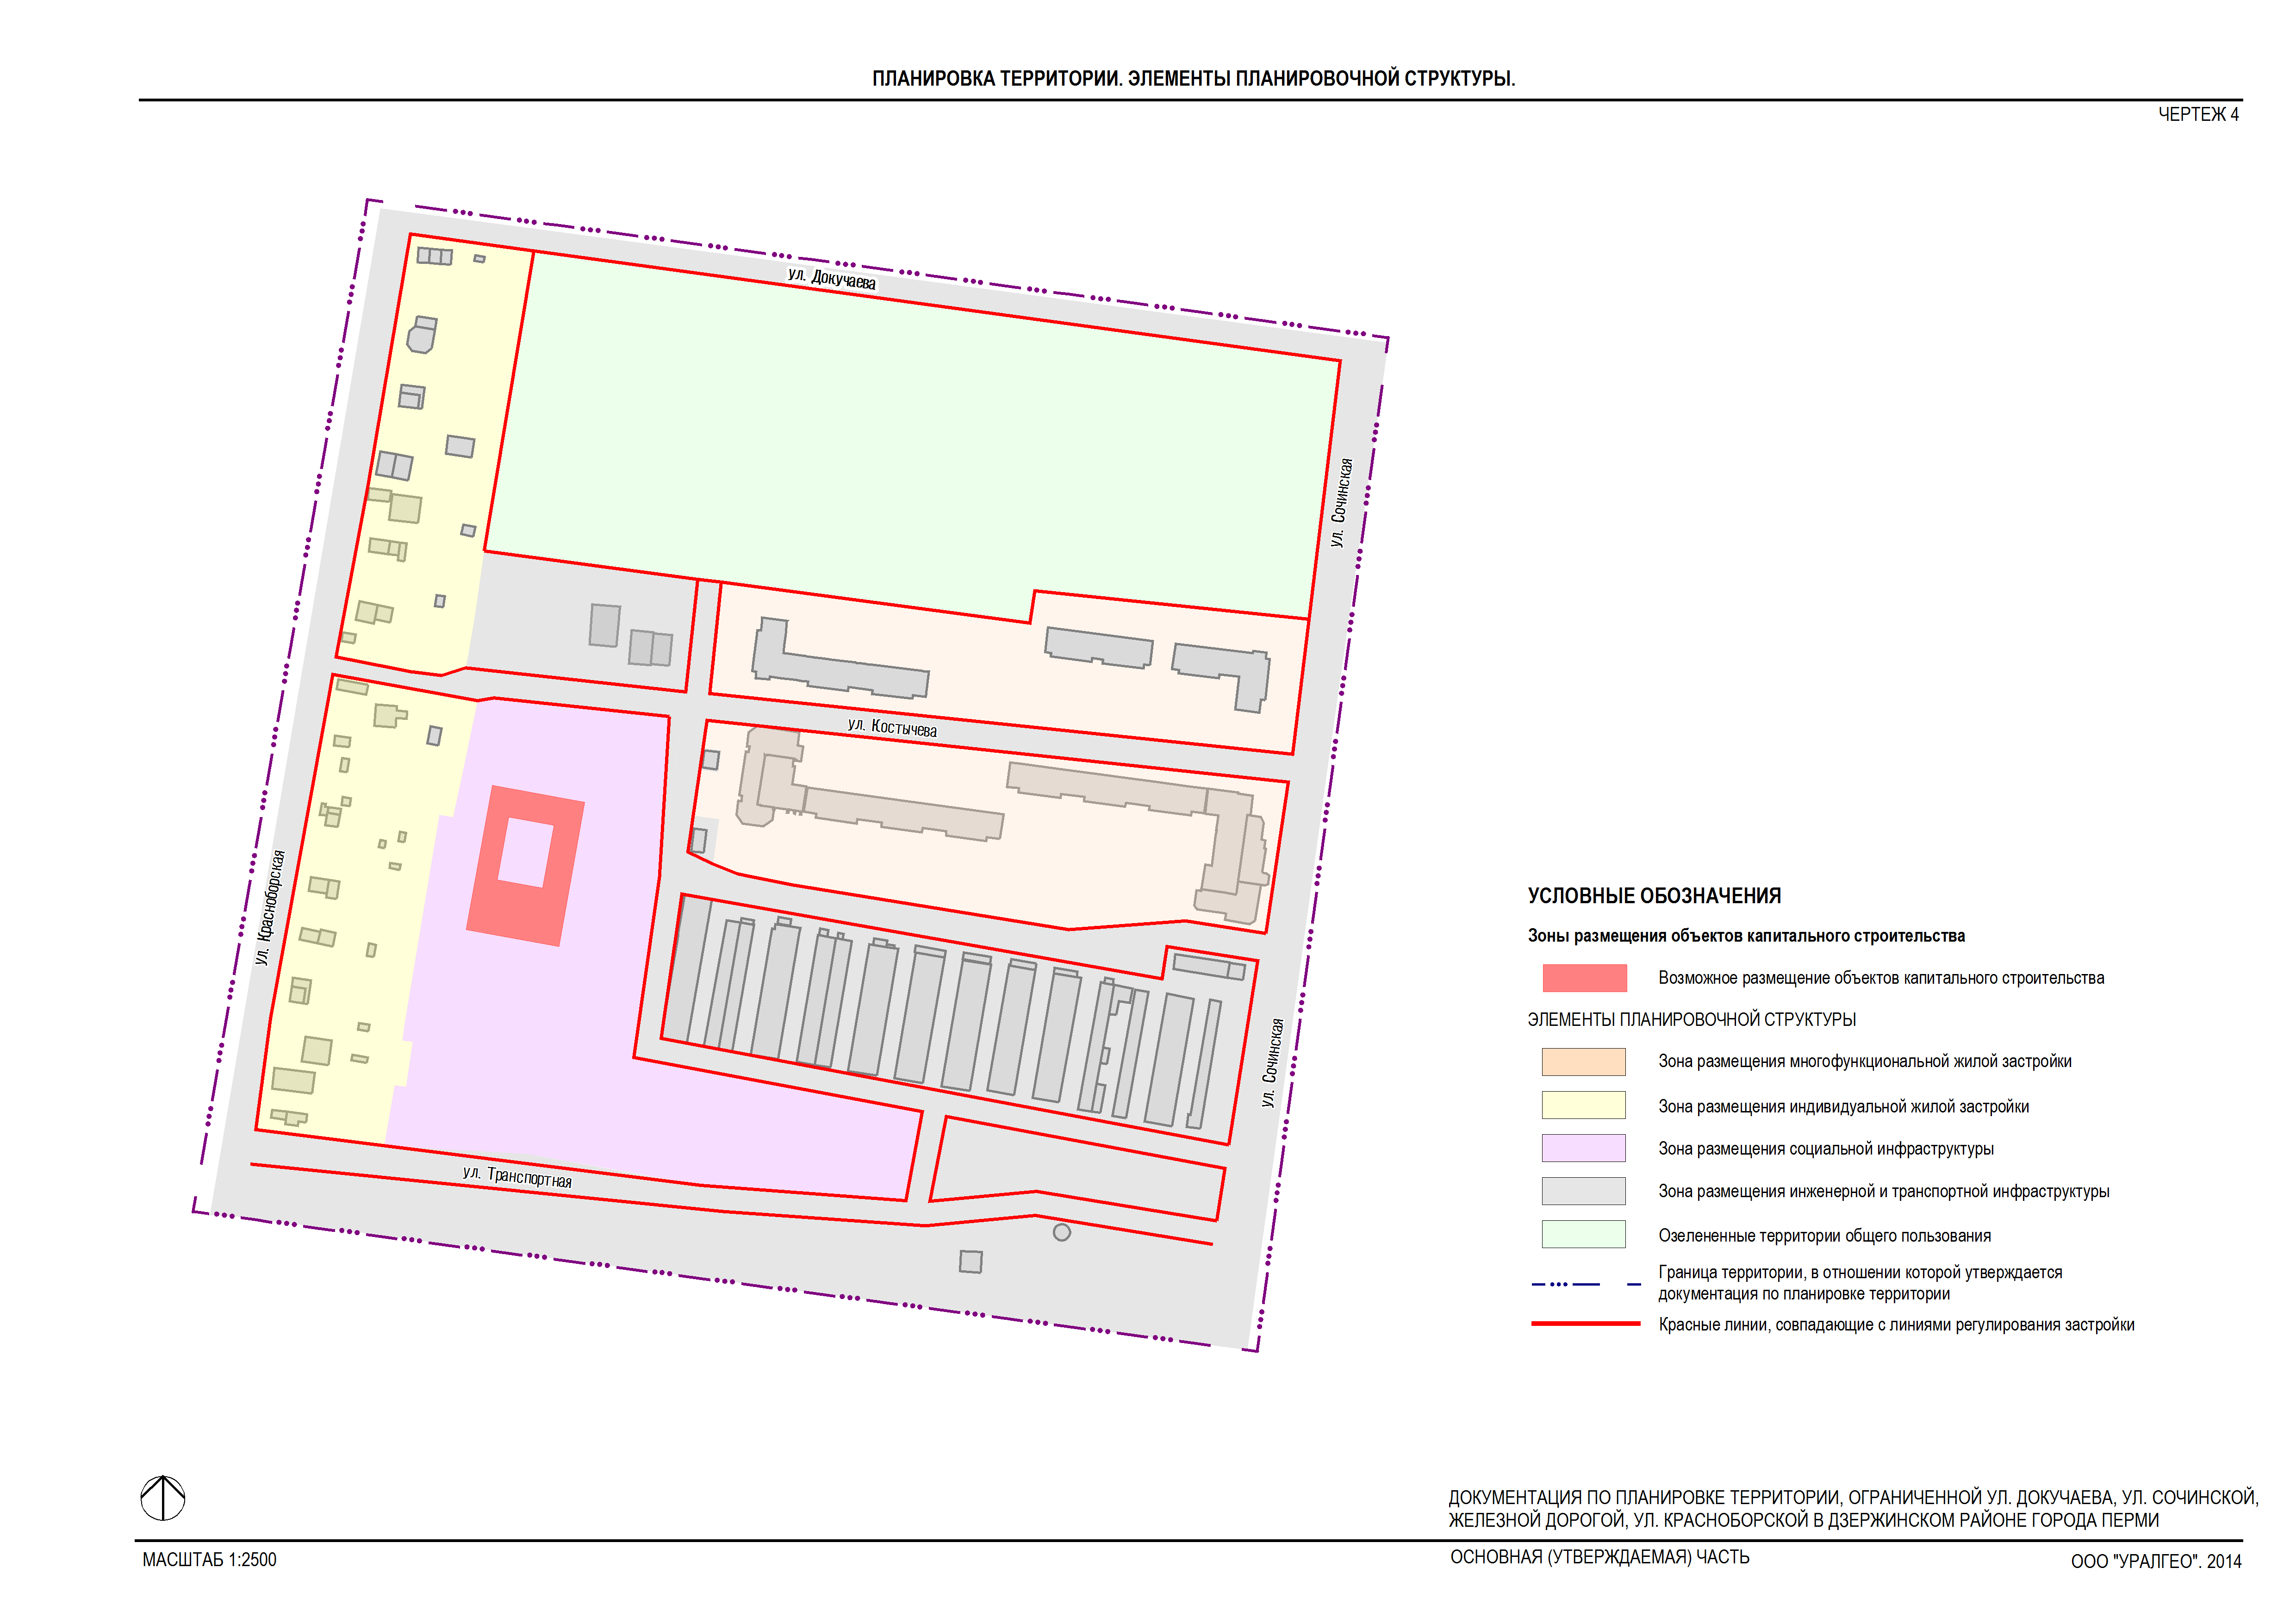 ПЛАНИРОВКА ТЕРРИТОРИИ. ЭЛЕМЕНТЫ ПЛАНИРОВОЧНОЙ СТРУКТУРЫ.
ЧЕРТЕЖ 4
ул. Докучаева
ул. Сочинская
ул. Костычева
ул. Красноборская
ул. Сочинская
ул. Транспортная
УСЛОВНЫЕ ОБОЗНАЧЕНИЯ
Зоны размещения объектов капитального строительства
Возможное размещение объектов капитального строительства
ЭЛЕМЕНТЫ ПЛАНИРОВОЧНОЙ СТРУКТУРЫ
Зона размещения многофункциональной жилой застройки
Зона размещения индивидуальной жилой застройки
Зона размещения социальной инфраструктуры
Зона размещения инженерной и транспортной инфраструктуры
Озелененные территории общего пользования
Граница территории, в отношении которой утверждается
документация по планировке территории
Красные линии, совпадающие с линиями регулирования застройки
ДОКУМЕНТАЦИЯ ПО ПЛАНИРОВКЕ ТЕРРИТОРИИ, ОГРАНИЧЕННОЙ УЛ. ДОКУЧАЕВА, УЛ. СОЧИНСКОЙ,
ЖЕЛЕЗНОЙ ДОРОГОЙ, УЛ. КРАСНОБОРСКОЙ В ДЗЕРЖИНСКОМ РАЙОНЕ ГОРОДА ПЕРМИ
МАСШТАБ 1:2500
ОСНОВНАЯ (УТВЕРЖДАЕМАЯ) ЧАСТЬ
ООО "УРАЛГЕО". 2014